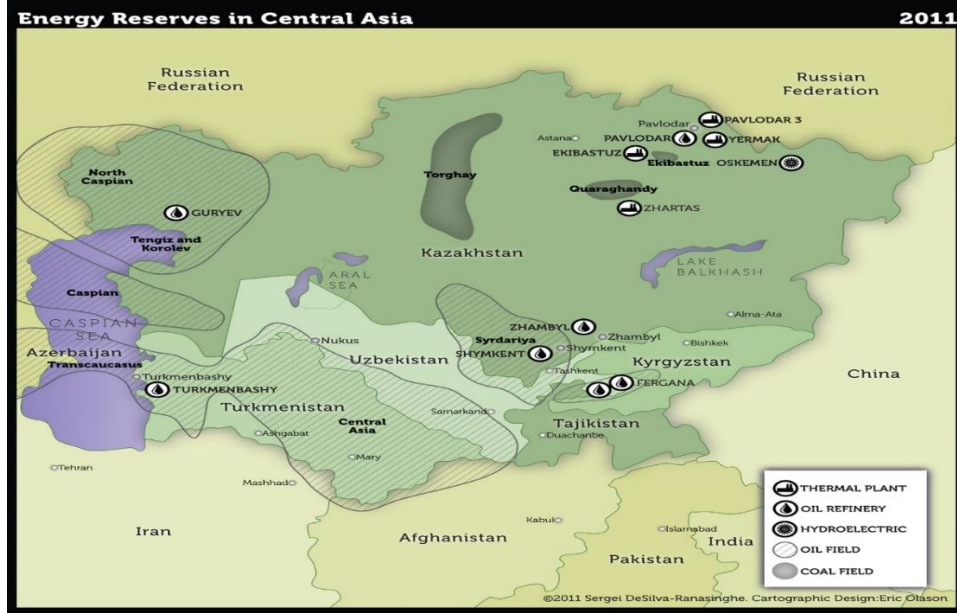 Energy Reserves in Central Asia
2011
Russian
Federation
Russian
Federation
Pavlodar
PAVLODAR 3
Astana
PAVLODAR
YERMAK
EKIBASTUZ
Ekibastuz
OSKEMEN
North
Caspian
Torghay
Quaraghandy
GURYEV
ZHARTAS
Tengiz and
Korolev
Kazakhstan
ARAL
SEA
LAKE
BALKHASH
Caspian
CASPIAN
SEA
Alma-Ata
ZHAMBYL
Zhambyl
Nukus
Syrdariya
Shymkent
Bishkek
Azerbaijan
Uzbekistan
SHYMKENT
Kyrgyzstan
Transcaucasus
Tashkent
China
Turkmenbashy
TURKMENBASHY
FERGANA
Turkmenistan
Samarkand
Central
Asia
Tajikistan
Ashgabat
Duachanbe
Mary
Tehran
Mashhad
Iran
Afghanistan
Kabul
Islamabad
India
Pakistan
THERMAL PLANT
OIL REFINERY
HYDROELECTRIC
OIL FIELD
COAL FIELD
©2011 Sergei DeSilva-Ranasinghe. Cartographic Design:Eric Olason